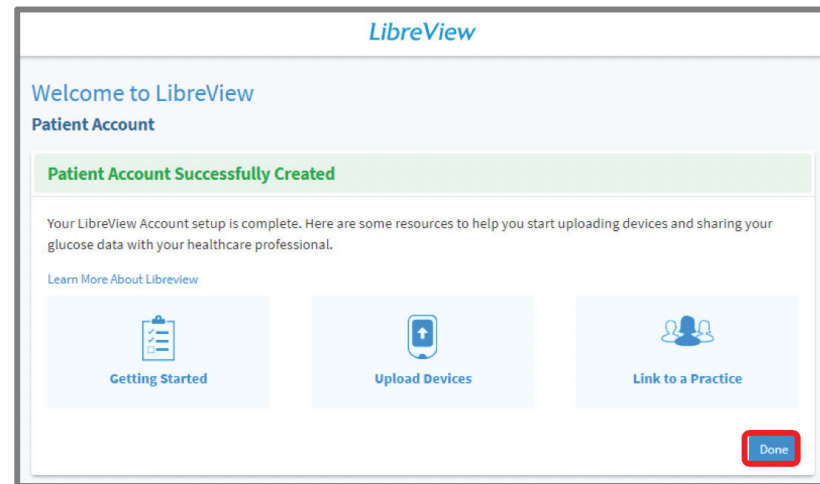 LibreView
Welcome to LibreView
Patient Account
Patient Account Successfully Created
Your LibreView Account setup is complete. Here are some resources to help you start uploading devices and sharing your
glucose data with your healthcare professional.
Learn More About Libreview
Getting Started
Upload Devices
Link to a Practice
Done